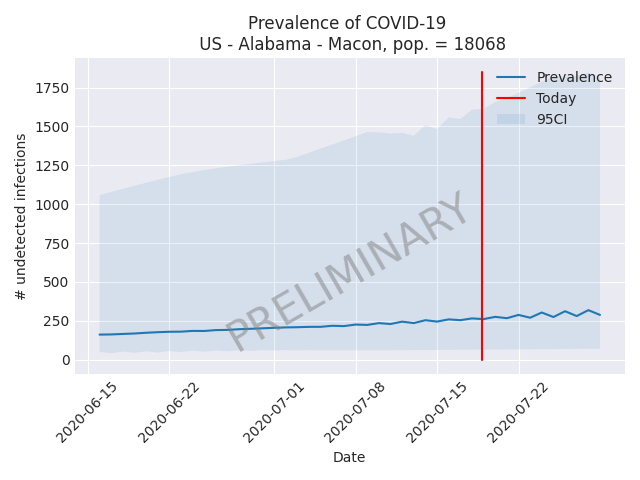 Prevalence of COVID-19
US - Alabama - Macon, pop. = 18068
Prevalence
Today
95CI
# undetected infections
1750
1500
1250
1000
750
500
250
0
PRELIMINARY
2020-06-15
2020-06-22
2020-07-01
2020-07-08
2020-07-15
2020-07-22
Date